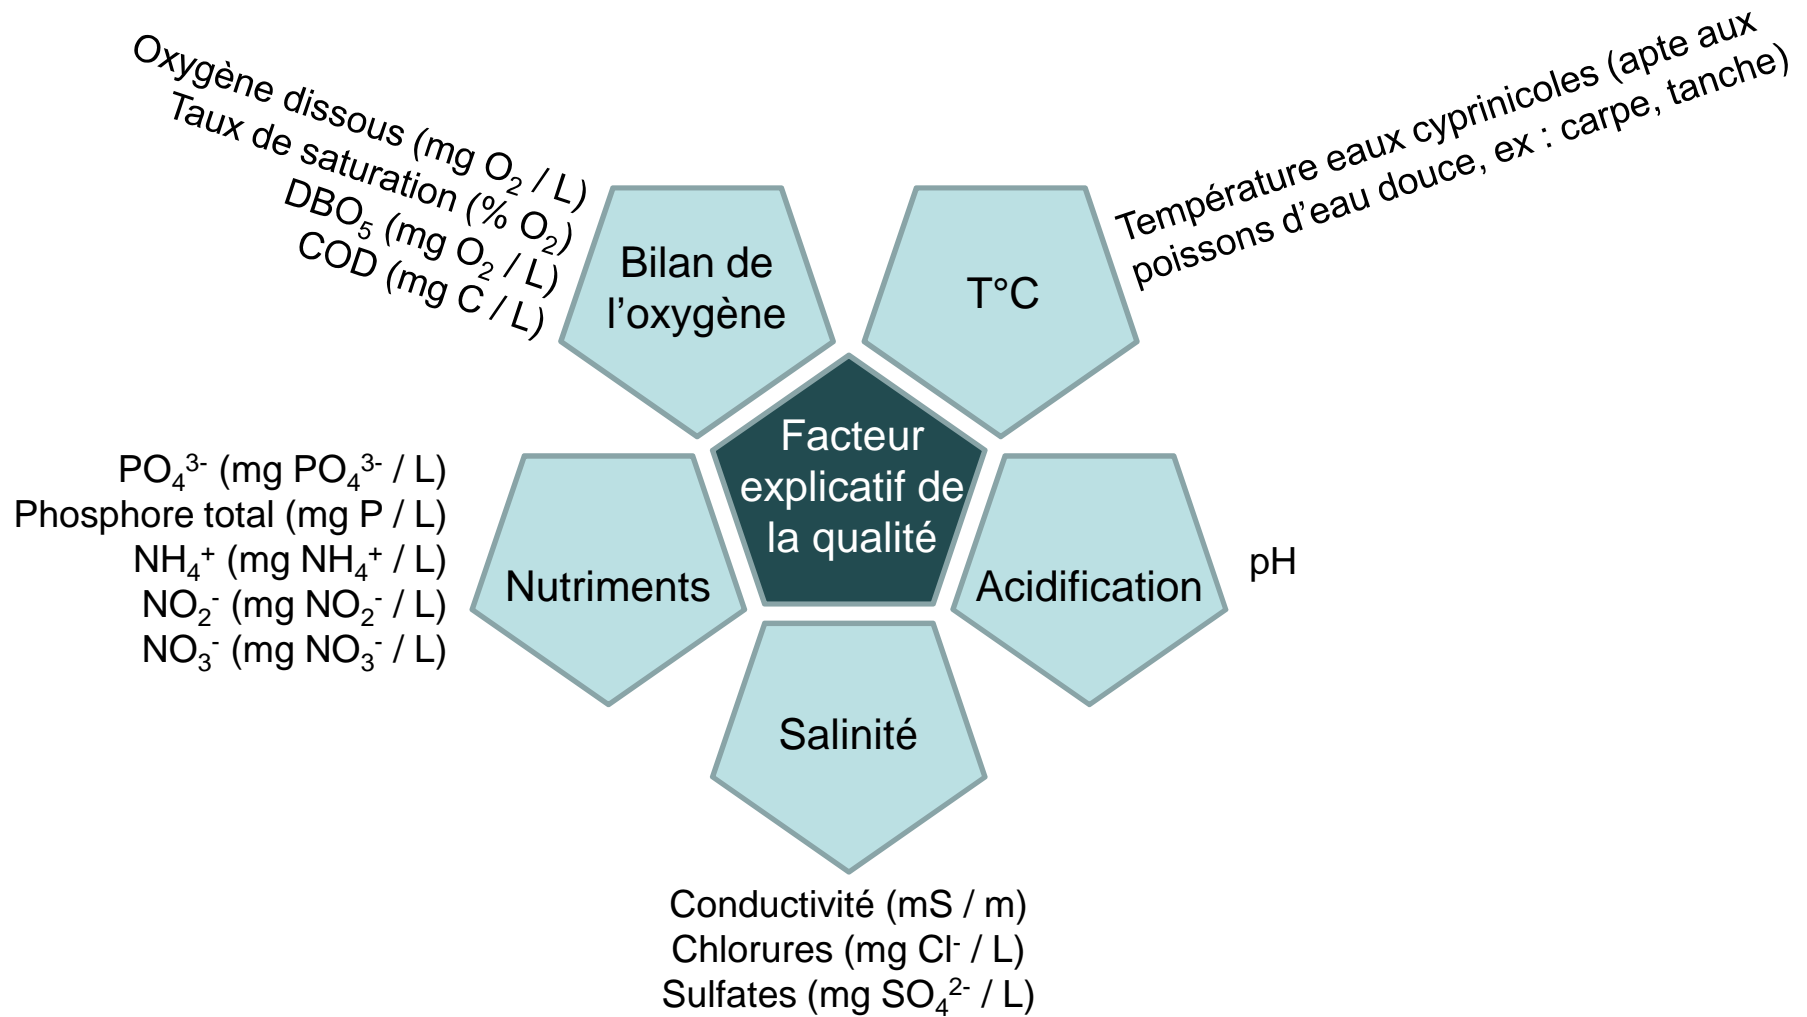 Oxygène dissous (mg O₂ / L)
Taux de saturation (% O₂)
DBO₅ (mg O₂ / L)
COD (mg C / L)
Température eaux cyprinicoles (apte aux
poissons d’eau douce, ex : carpe, tanche)
Bilan de
l’oxygène
T°C
Facteur
explicatif de
la qualité
PO₄³⁻ (mg PO₄³⁻ / L)
Phosphore total (mg P / L)
NH₄⁺ (mg NH₄⁺ / L)
NO₂⁻ (mg NO₂⁻ / L)
NO₃⁻ (mg NO₃⁻ / L)
Nutriments
Acidification
pH
Salinité
Conductivité (mS / m)
Chlorures (mg Cl⁻ / L)
Sulfates (mg SO₄²⁻ / L)